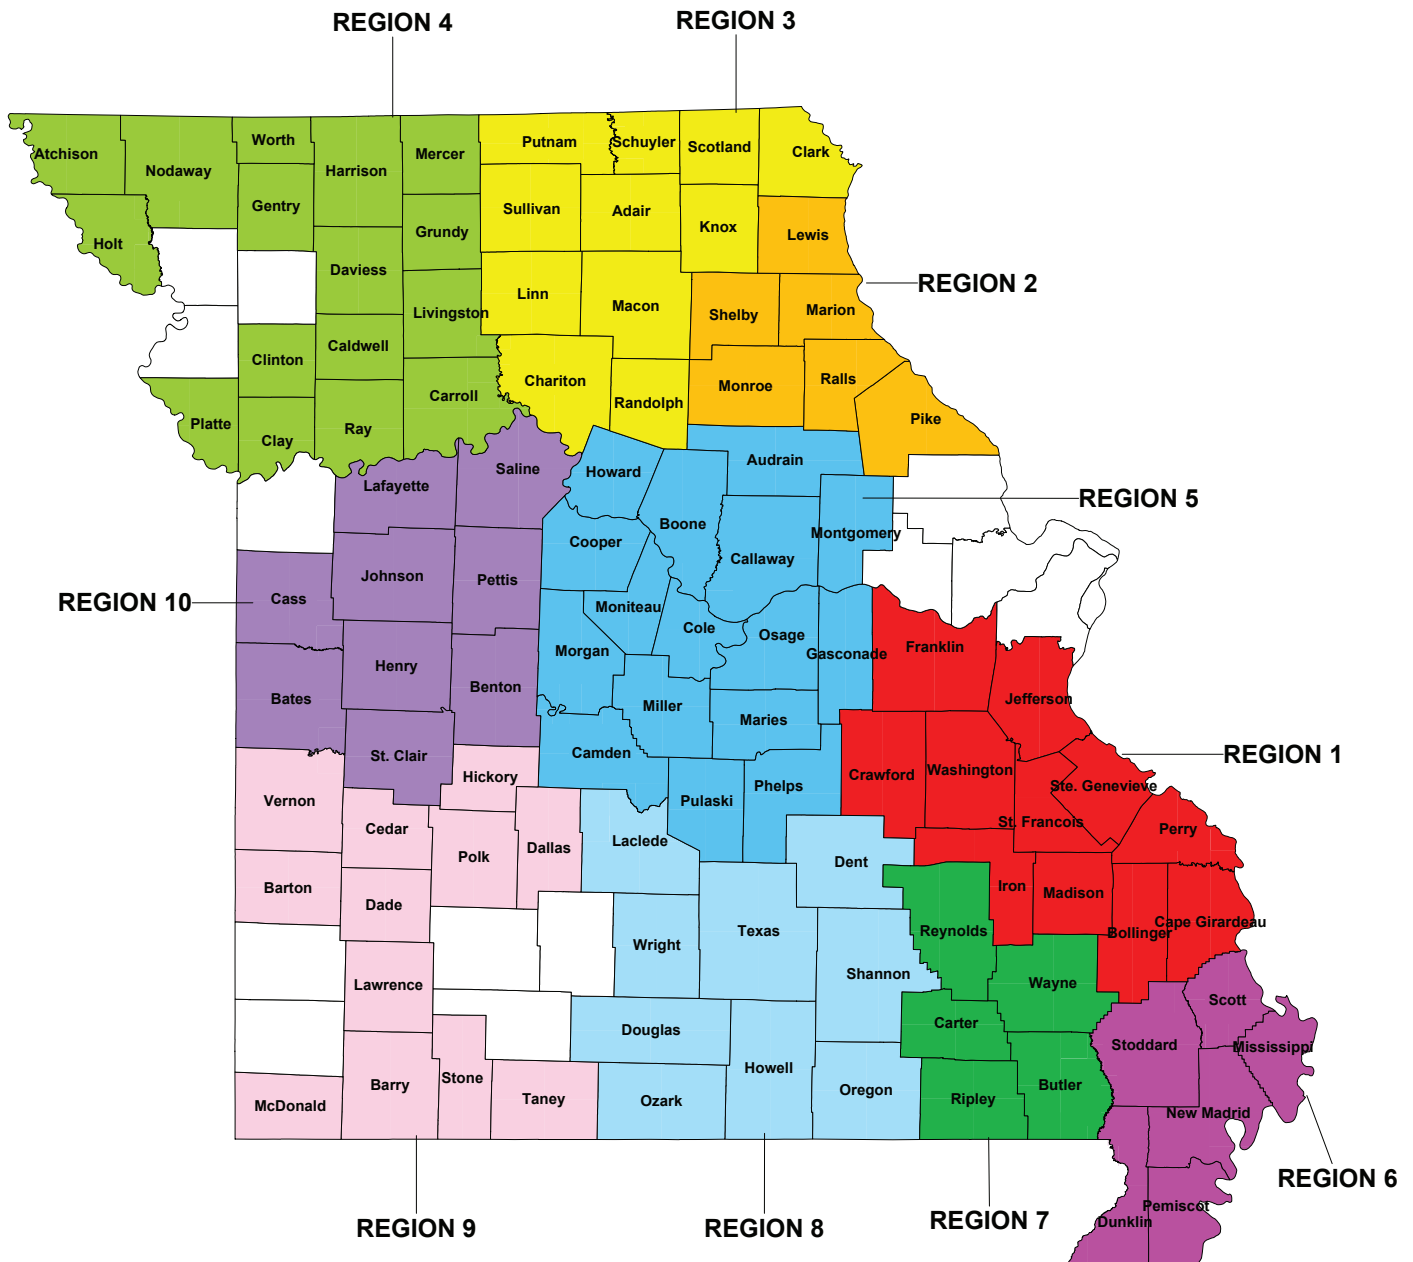 REGION 4
REGION 3
Atchison
Nodaway
Worth
Harrison
Mercer
Putnam
Schuyler
Scotland
Clark
Holt
Gentry
Grundy
Sullivan
Adair
Knox
Lewis
Daviess
REGION 2
Livingston
Linn
Macon
Shelby
Marion
Clinton
Caldwell
Platte
Clay
Ray
Carroll
Chariton
Randolph
Monroe
Ralls
Pike
Lafayette
Saline
Howard
Audrain
REGION 5
Boone
Montgomery
Cooper
Callaway
Johnson
Pettis
REGION 10
Cass
Moniteau
Cole
Osage
Morgan
Gasconade
Franklin
Henry
Benton
Bates
Miller
Maries
Jefferson
St. Clair
Camden
REGION 1
Hickory
Crawford
Washington
Ste. Genevieve
Pulaski
Phelps
Vernon
St. Francois
Perry
Cedar
Polk
Dallas
Laclede
Dent
Barton
Dade
Iron
Madison
Cape Girardeau
Bollinger
Wright
Texas
Reynolds
Shannon
Wayne
Lawrence
Scott
Douglas
Carter
Stoddard
Mississippi
Howell
McDonald
Barry
Stone
Taney
Ozark
Oregon
Ripley
Butler
New Madrid
REGION 6
Pemiscot
Dunklin
REGION 9
REGION 8
REGION 7